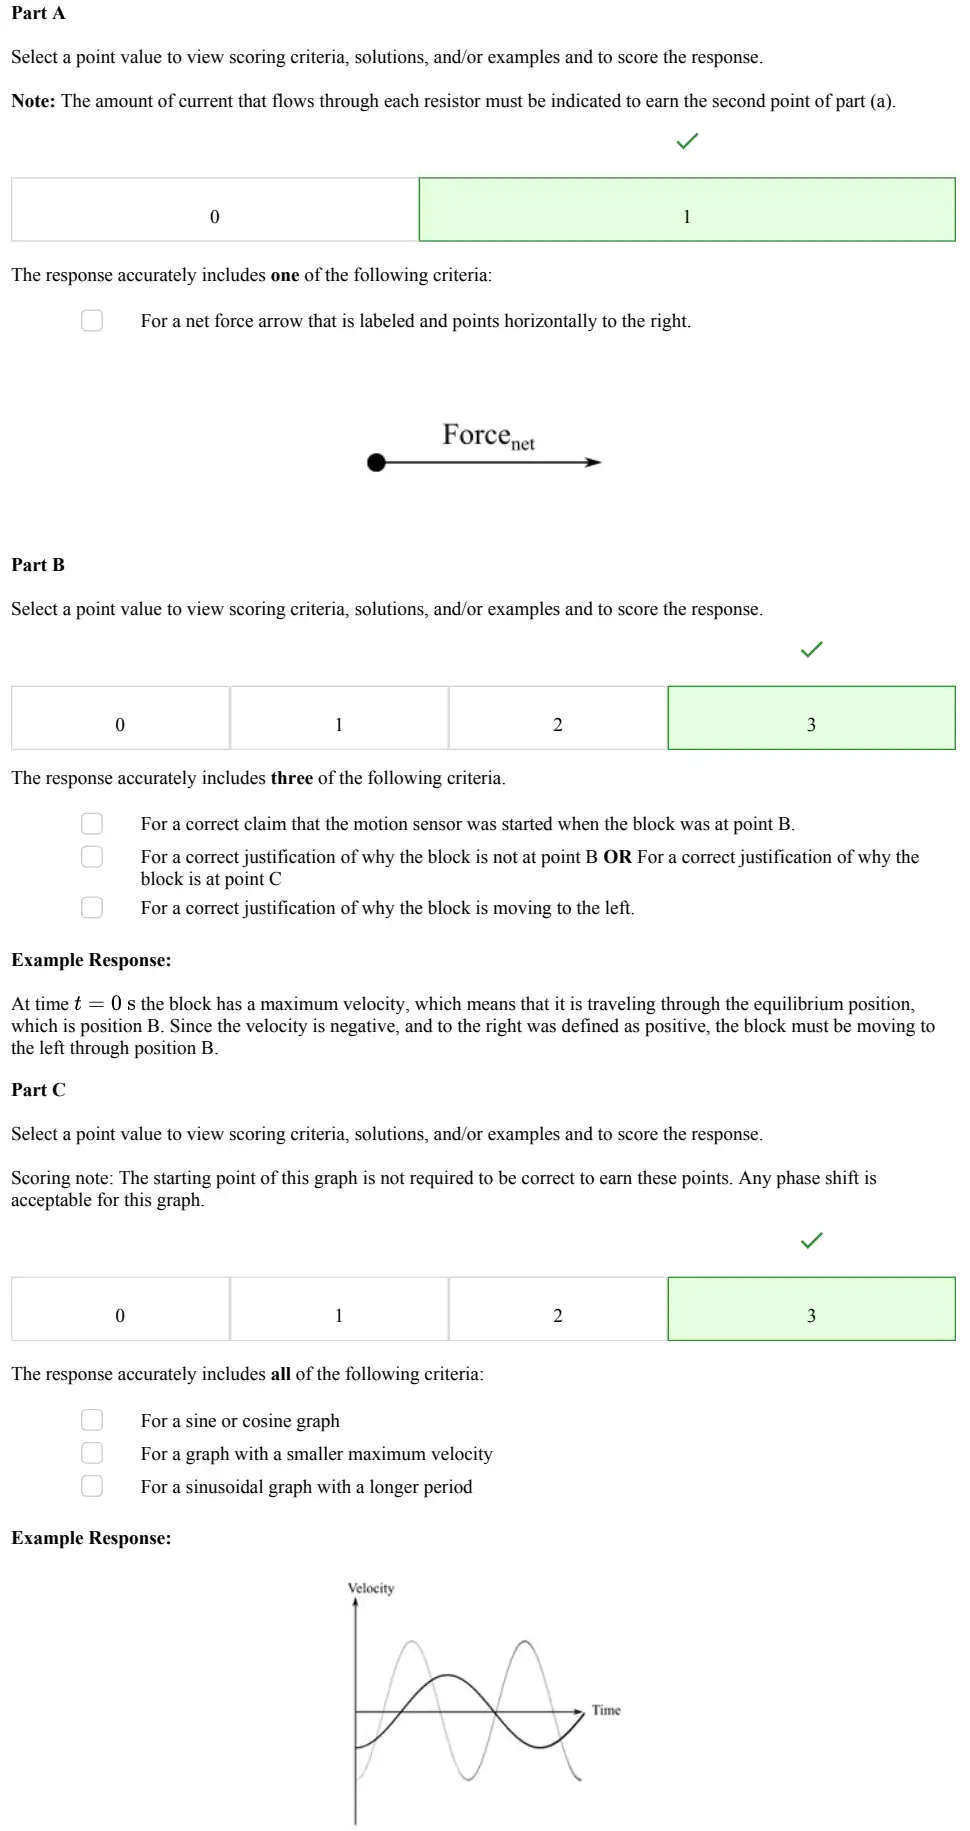 Part A
Select a point value to view scoring criteria, solutions, and/or examples and to score the response.
Note: The amount of current that flows through each resistor must be indicated to earn the second point of part (a).
0
1
The response accurately includes one of the following criteria:
For a net force arrow that is labeled and points horizontally to the right.
Force_net
Part B
Select a point value to view scoring criteria, solutions, and/or examples and to score the response.
0
1
2
3
The response accurately includes three of the following criteria.
For a correct claim that the motion sensor was started when the block was at point B.
For a correct justification of why the block is not at point B OR For a correct justification of why the
block is at point C
For a correct justification of why the block is moving to the left.
Example Response:
At time t = 0 s the block has a maximum velocity, which means that it is traveling through the equilibrium position,
which is position B. Since the velocity is negative, and to the right was defined as positive, the block must be moving to
the left through position B.
Part C
Select a point value to view scoring criteria, solutions, and/or examples and to score the response.
Scoring note: The starting point of this graph is not required to be correct to earn these points. Any phase shift is
acceptable for this graph.
0
1
2
3
The response accurately includes all of the following criteria:
For a sine or cosine graph
For a graph with a smaller maximum velocity
For a sinusoidal graph with a longer period
Example Response:
Velocity
Time